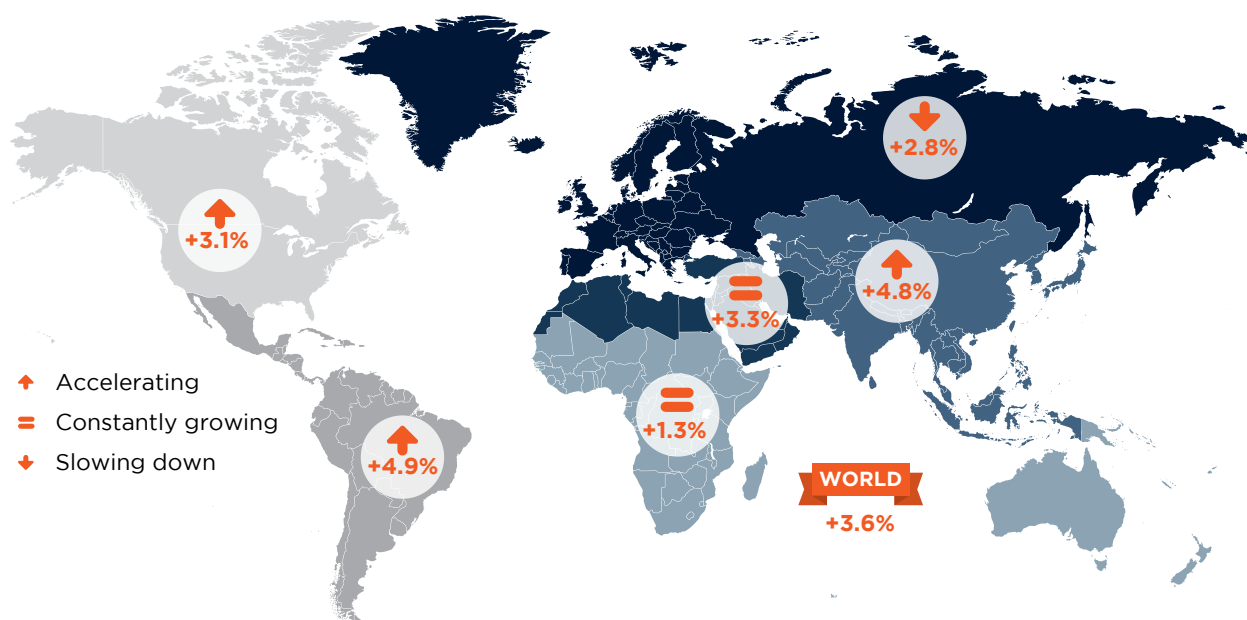 +2.8%
+3.1%
+4.8%
+3.3%
Accelerating
Constantly growing
+1.3%
Slowing down
+4.9%
WORLD
+3.6%